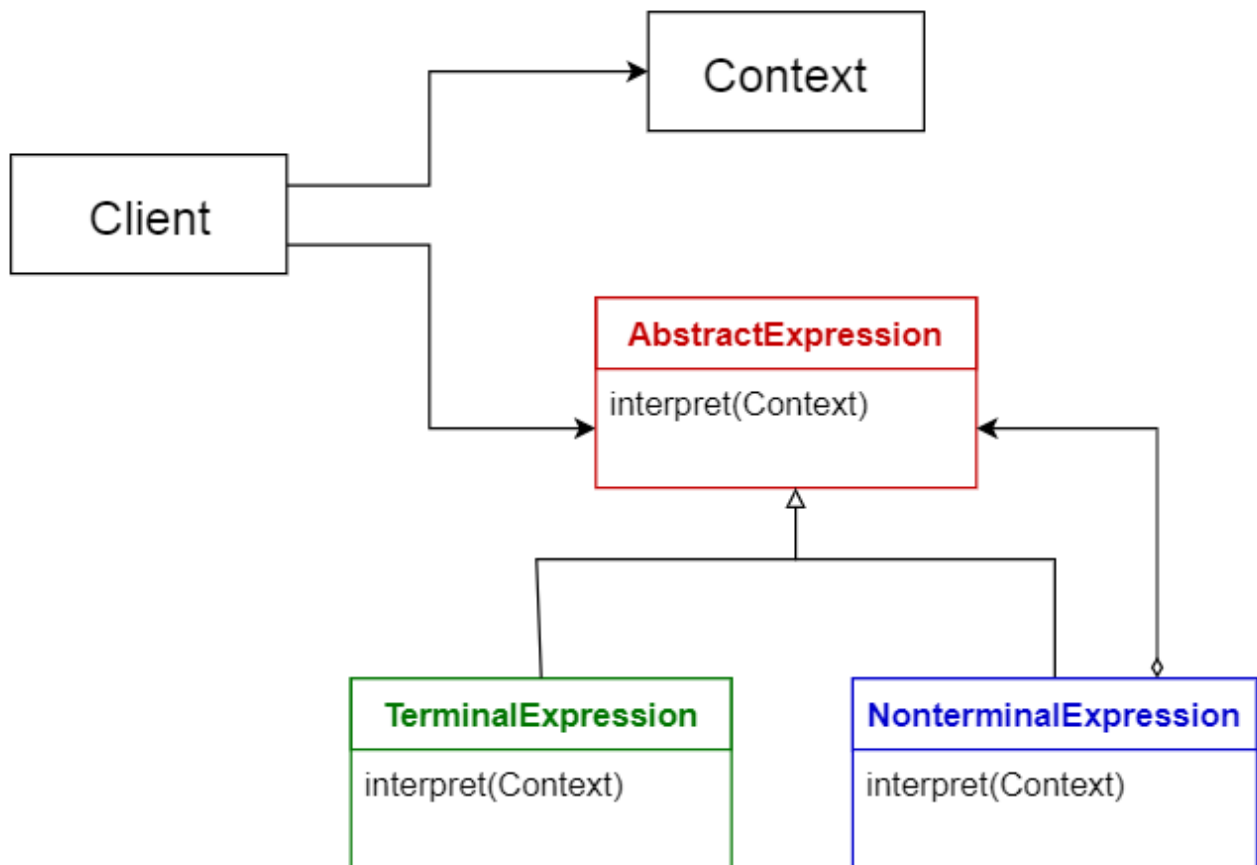 Context
Client
AbstractExpression
interpret(Context)
TerminalExpression
interpret(Context)
NonterminalExpression
interpret(Context)